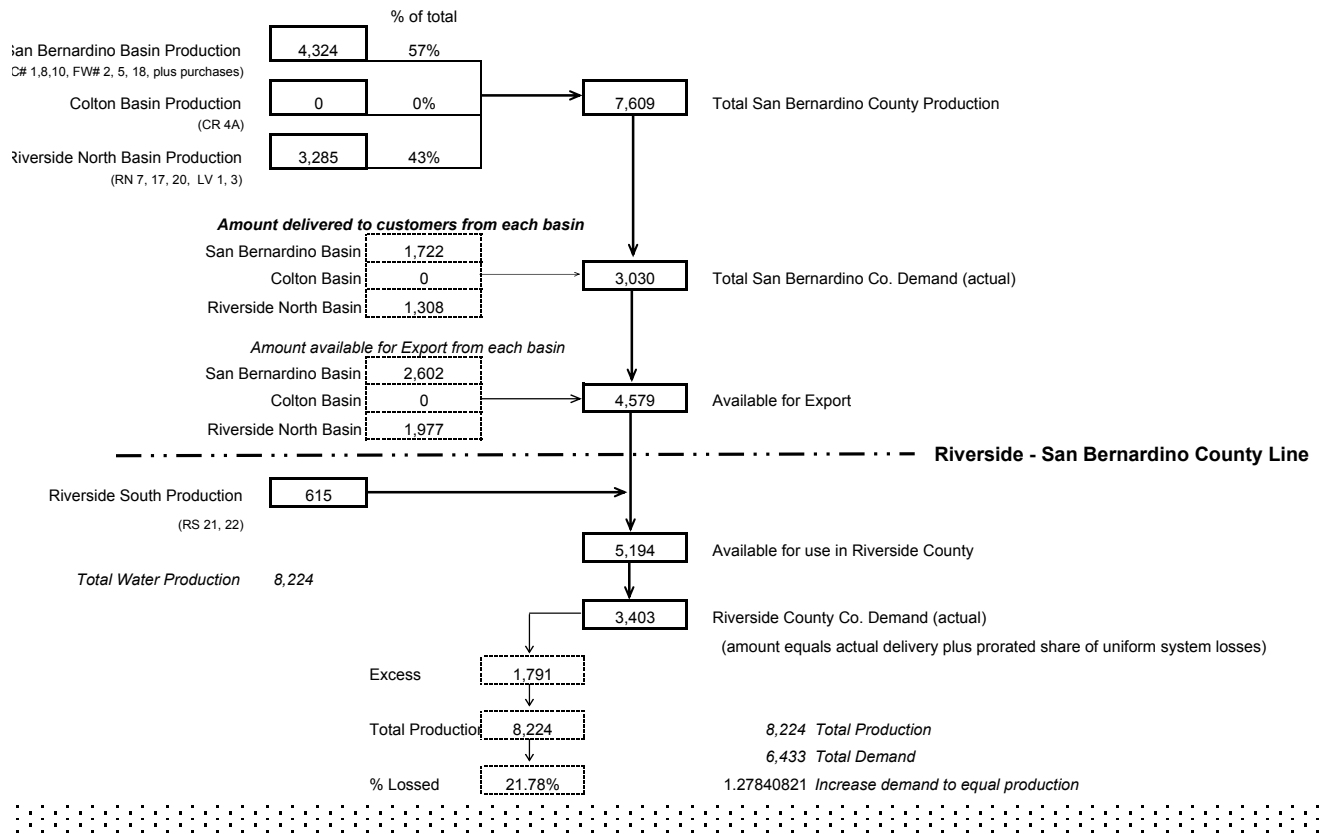 % of total
San Bernardino Basin Production 4,324 57%
C# 1,8,10, FW# 2, 5, 18, plus purchases)
Colton Basin Production 0 0% 7,609 Total San Bernardino County Production
(CR 4A)
Riverside North Basin Production 3,285 43%
(RN 7, 17, 20, LV 1, 3)
Amount delivered to customers from each basin
San Bernardino Basin 1,722
Colton Basin 0 3,030 Total San Bernardino Co. Demand (actual)
Riverside North Basin 1,308
Amount available for Export from each basin
San Bernardino Basin 2,602
Colton Basin 0 4,579 Available for Export
Riverside North Basin 1,977
Riverside - San Bernardino County Line
Riverside South Production 615
(RS 21, 22)
5,194 Available for use in Riverside County
Total Water Production 8,224
3,403 Riverside County Co. Demand (actual)
(amount equals actual delivery plus prorated share of uniform system losses)
Excess 1,791
Total Production 8,224 8,224 Total Production
6,433 Total Demand
% Lossed 21.78% 1.27840821 Increase demand to equal production